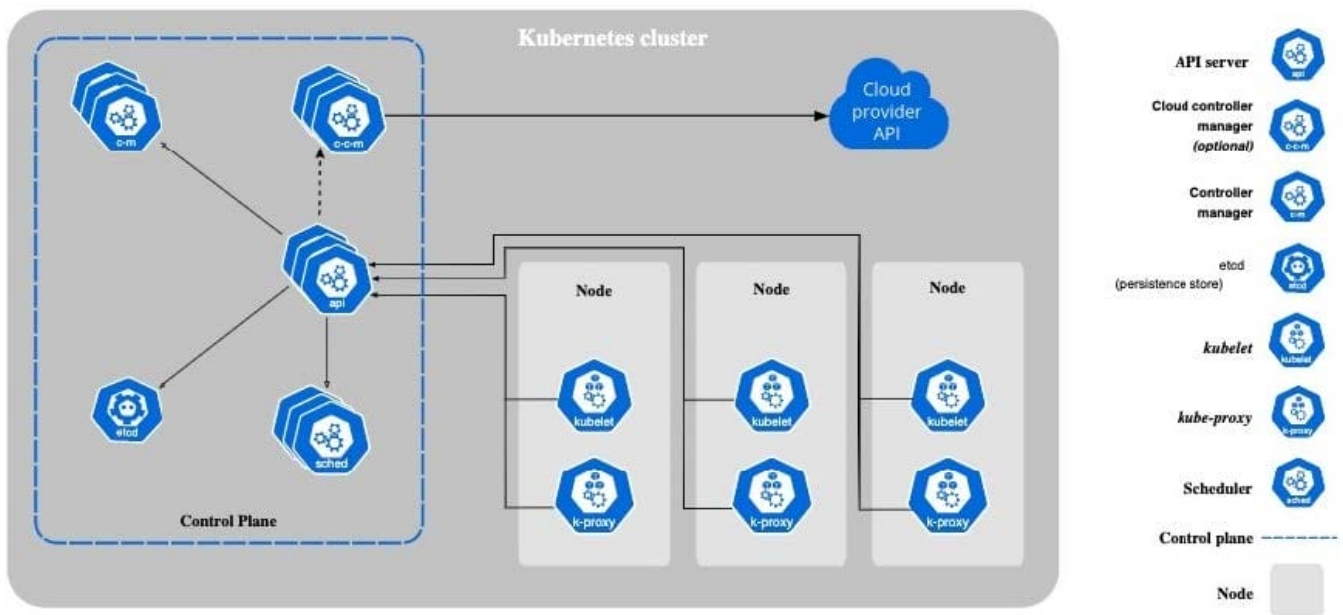 Kubernetes cluster
c-m
c-c-m
Cloud
provider
API
api
etcd
sched
Control Plane
Node
kubelet
k-proxy
Node
kubelet
k-proxy
Node
kubelet
k-proxy
API server
api
Cloud controller
manager
(optional)
c-c-m
Controller
manager
c-m
etcd
(persistence store)
etcd
kubelet
kubelet
kube-proxy
k-proxy
Scheduler
sched
Control plane
Node